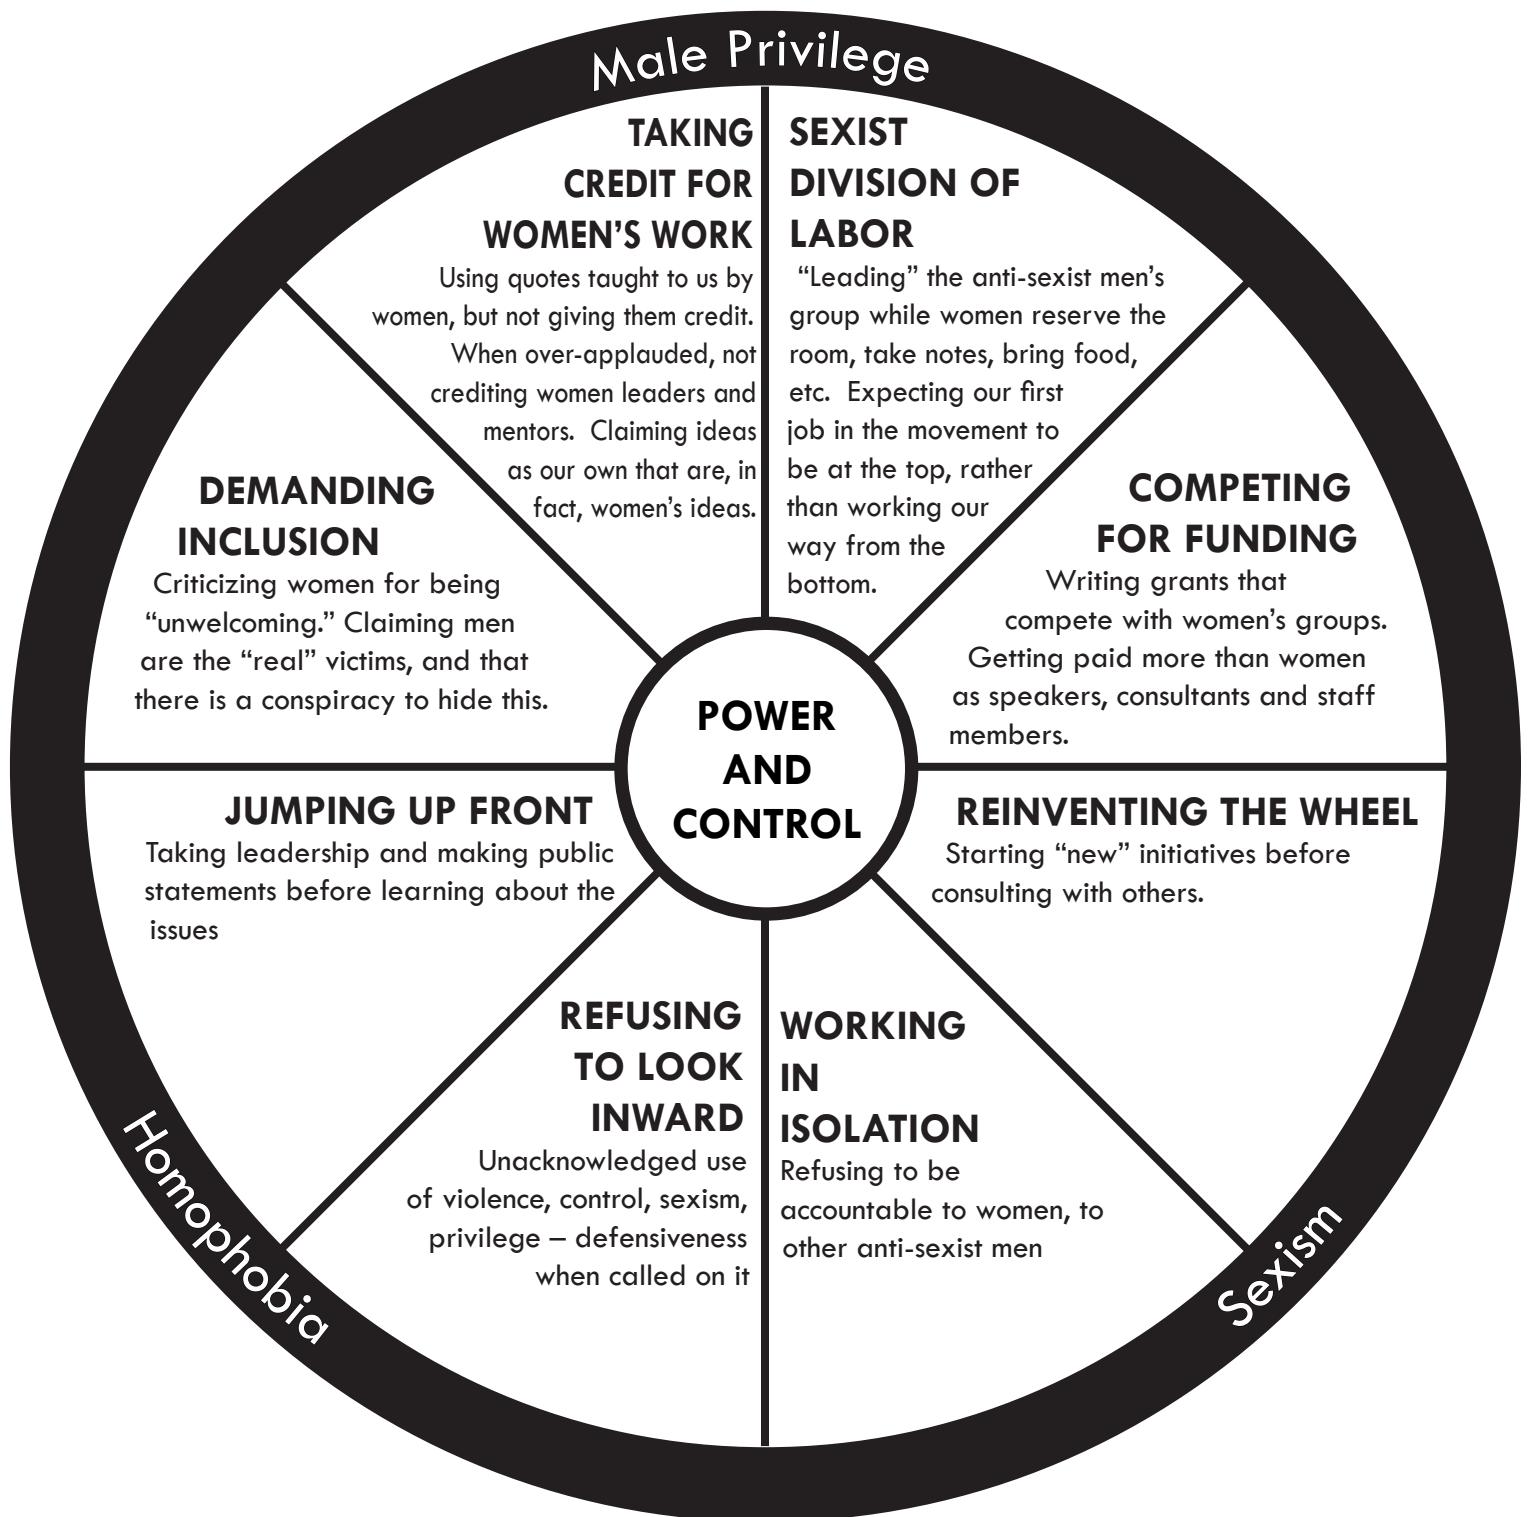 Male Privilege
TAKING
CREDIT FOR
WOMEN’S WORK
Using quotes taught to us by
women, but not giving them credit.
When over-applauded, not
crediting women leaders and
mentors.  Claiming ideas
as our own that are, in
fact, women’s ideas.
SEXIST
DIVISION OF
LABOR
“Leading” the anti-sexist men’s
group while women reserve the
room, take notes, bring food,
etc.  Expecting our first
job in the movement to
be at the top, rather
than working our
way from the
bottom.
DEMANDING
INCLUSION
Criticizing women for being
“unwelcoming.” Claiming men
are the “real” victims, and that
there is a conspiracy to hide this.
COMPETING
FOR FUNDING
Writing grants that
compete with women’s groups.
Getting paid more than women
as speakers, consultants and staff
members.
POWER
AND
CONTROL
JUMPING UP FRONT
Taking leadership and making public
statements before learning about the
issues
REINVENTING THE WHEEL
Starting “new” initiatives before
consulting with others.
REFUSING
TO LOOK
INWARD
Unacknowledged use
of violence, control, sexism,
privilege – defensiveness
when called on it
WORKING
IN
ISOLATION
Refusing to be
accountable to women, to
other anti-sexist men
Homophobia
Sexism